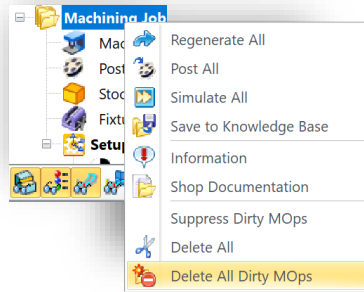 Machining Job
Mac
Post
Stoc
Fixtu
Setup
Regenerate All
Post All
Simulate All
Save to Knowledge Base
Information
Shop Documentation
Suppress Dirty MOps
Delete All
Delete All Dirty MOps